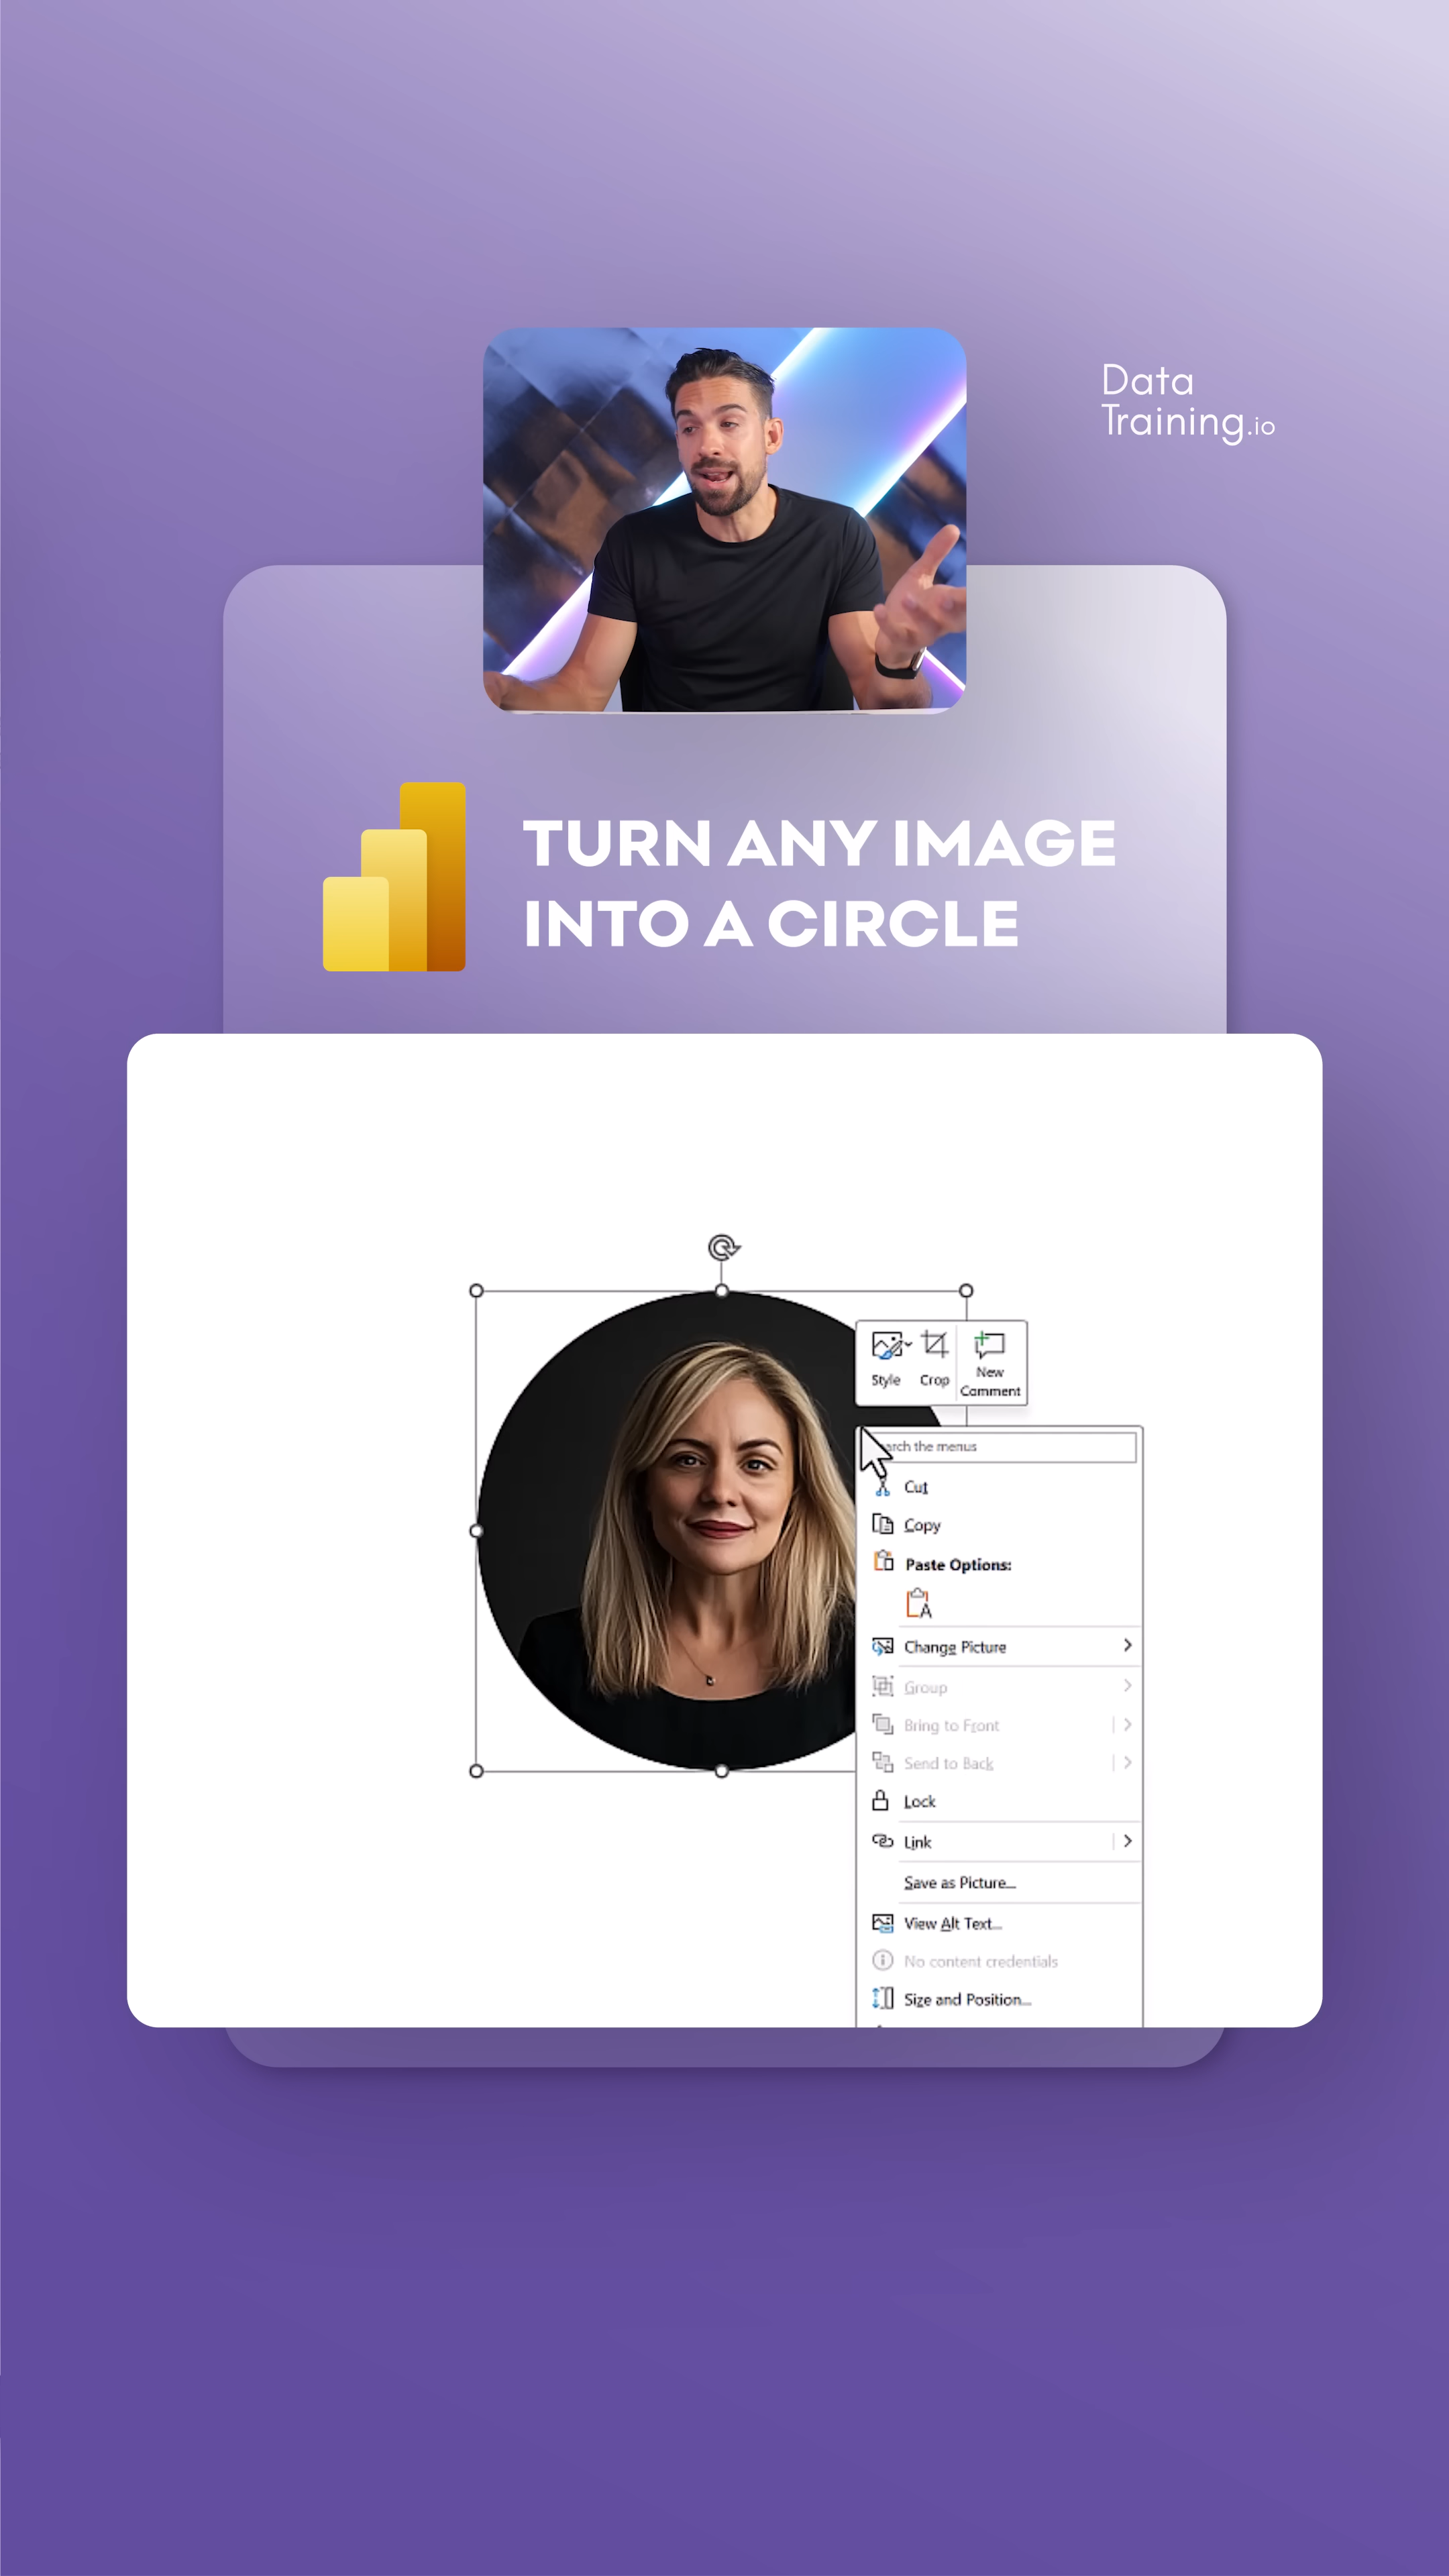 Data
Training.io
TURN ANY IMAGE
INTO A CIRCLE
Style
Crop
New
Comment
the menus
Cut
Copy
Paste Options:
A
Change Picture
Group
Bring to Front
Send to Back
Lock
Link
Save as Picture...
View Alt Text...
No content credentials
Size and Position...